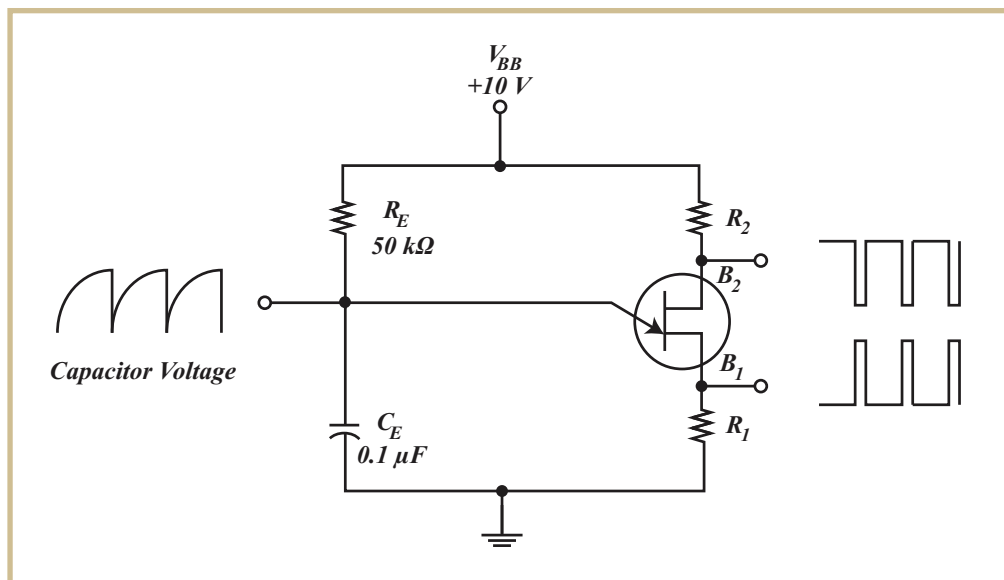 V_BB
+10 V
R_E
50 kΩ
R_2
B_2
Capacitor Voltage
B_1
C_E
0.1 μF
R_1